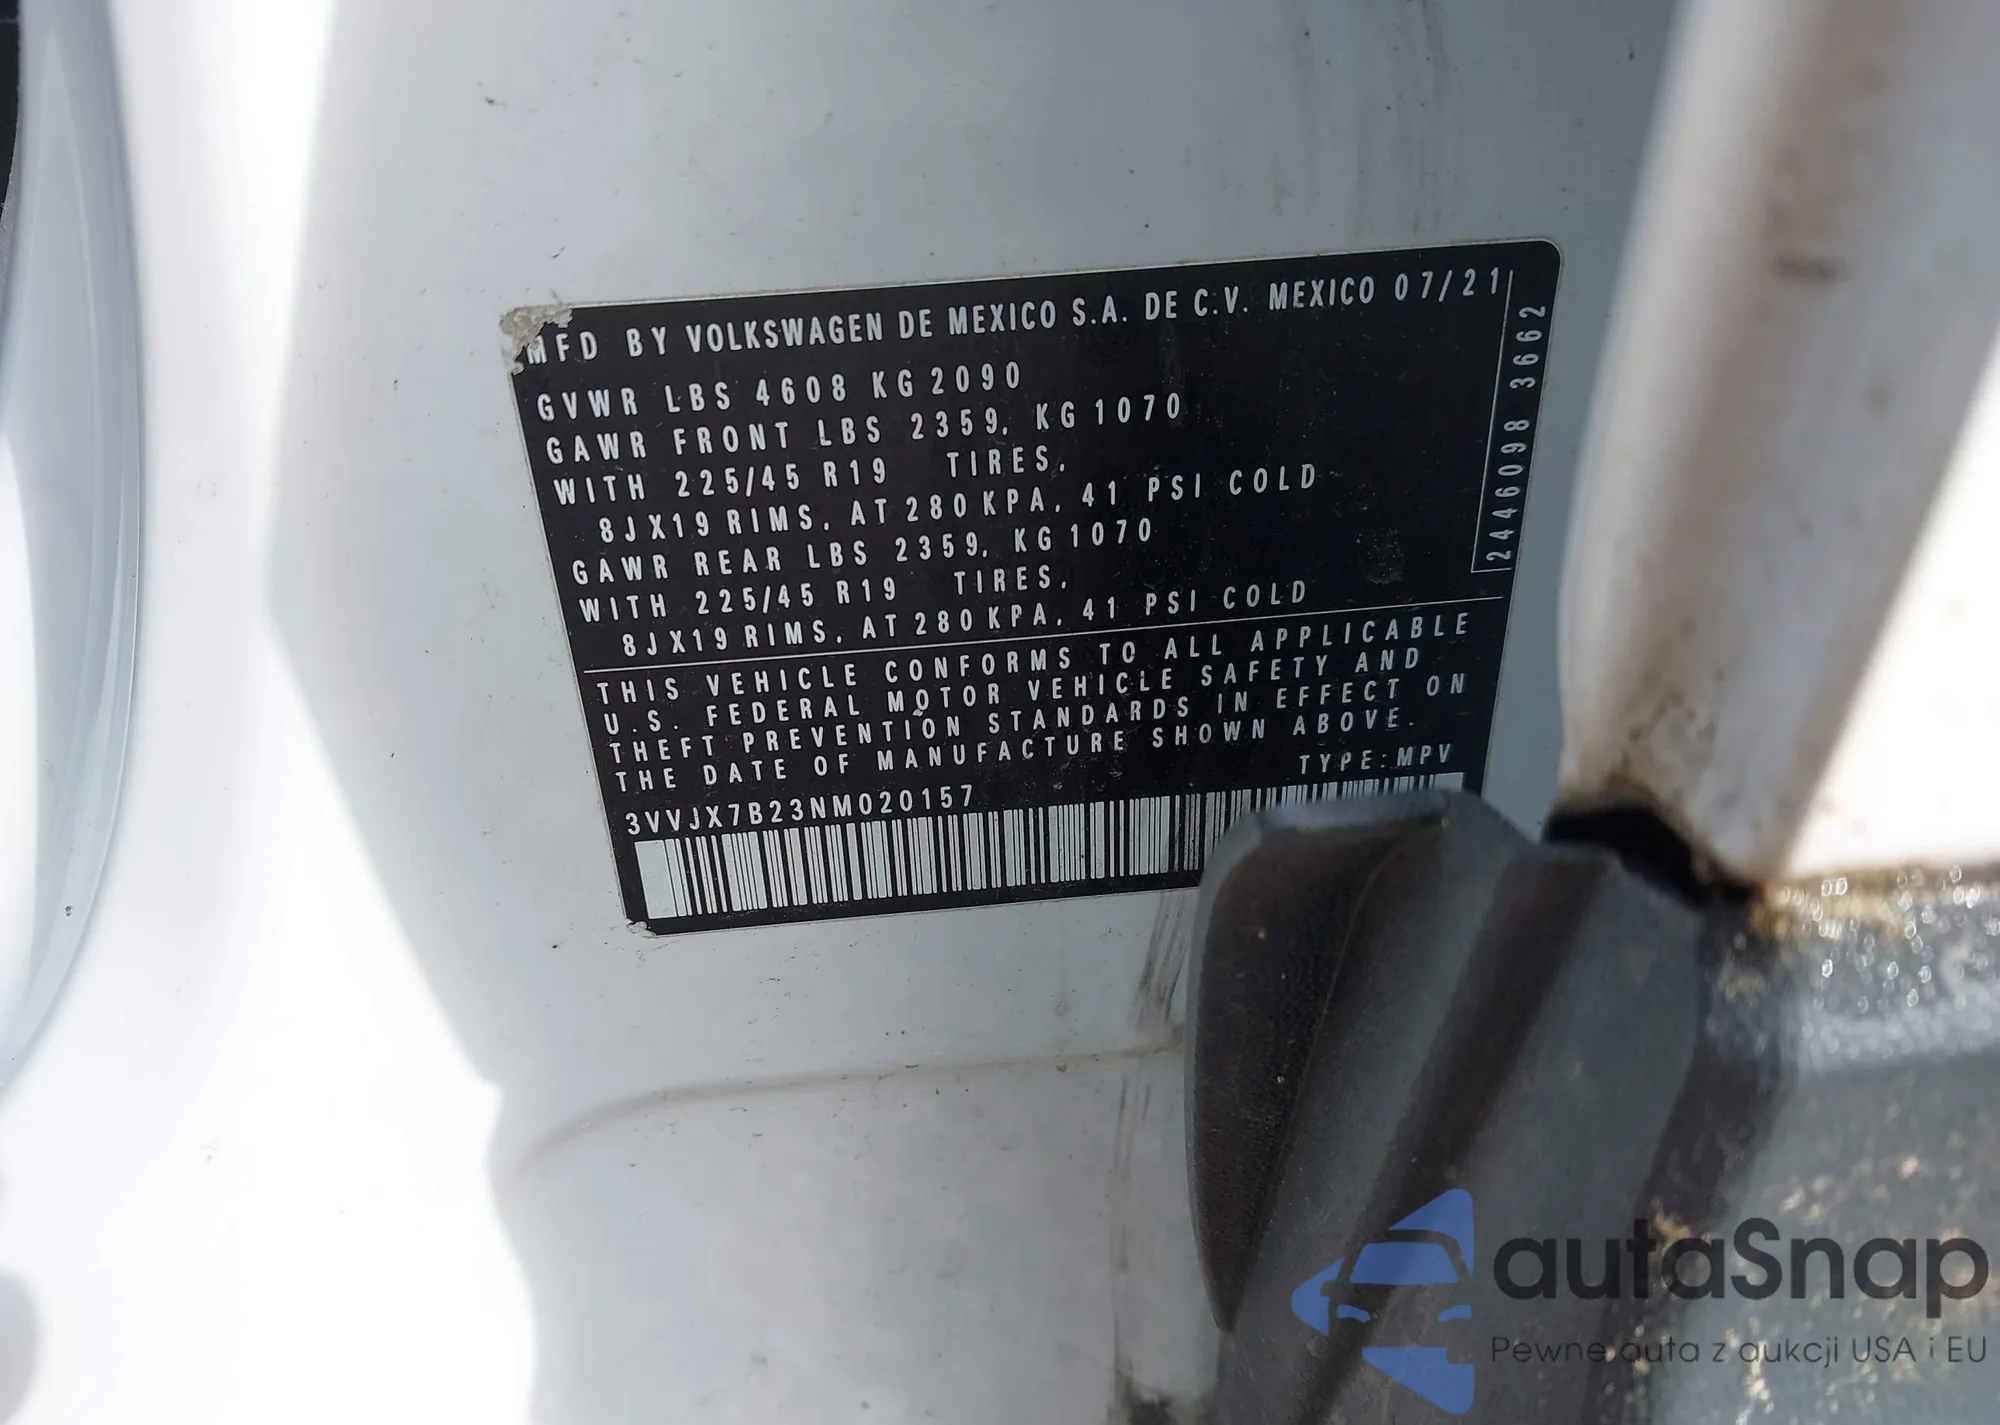 MFD BY VOLKSWAGEN DE MEXICO S.A. DE C.V. MEXICO 07/21
GVWR LBS 4608 KG 2090
GAWR FRONT LBS 2359, KG 1070
WITH 225/45 R19 TIRES,
8JX19 RIMS, AT 280 KPA, 41 PSI COLD
GAWR REAR LBS 2359, KG 1070
WITH 225/45 R19 TIRES,
8JX19 RIMS, AT 280 KPA, 41 PSI COLD
2446098 3662
THIS VEHICLE CONFORMS TO ALL APPLICABLE
U.S. FEDERAL MOTOR VEHICLE SAFETY AND
THEFT PREVENTION STANDARDS IN EFFECT ON
THE DATE OF MANUFACTURE SHOWN ABOVE.
TYPE: MPV
3VVJX7B23NM020157
autaSnap
Pewne auta z aukcji USA i EU